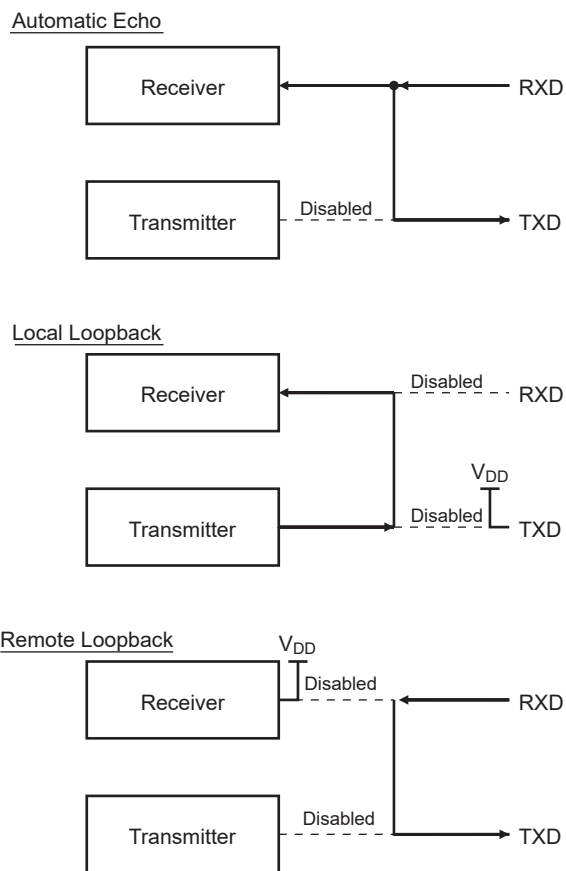 Automatic Echo
Receiver
RXD
Transmitter
Disabled
TXD
Local Loopback
Receiver
Disabled
RXD
VDD
Transmitter
Disabled
TXD
Remote Loopback
VDD
Receiver
Disabled
RXD
Transmitter
Disabled
TXD